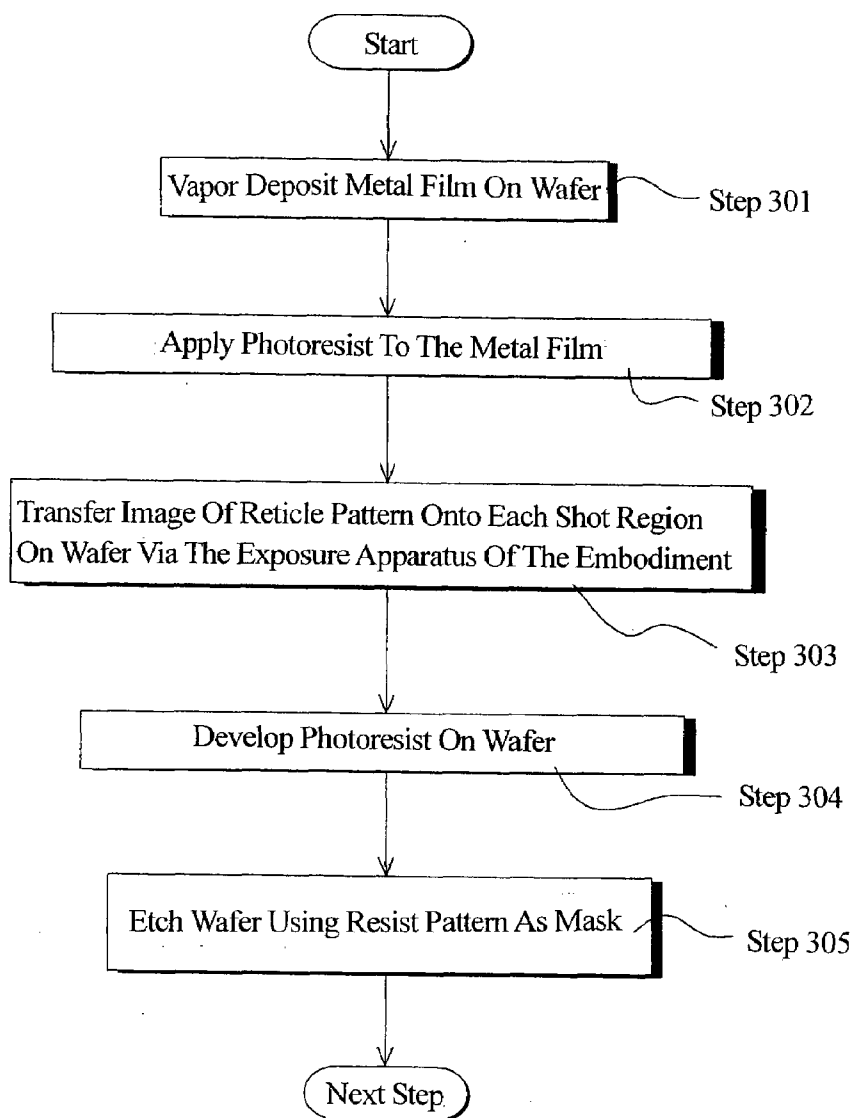 Start
Vapor Deposit Metal Film On Wafer
Step 301
Apply Photoresist To The Metal Film
Step 302
Transfer Image Of Reticle Pattern Onto Each Shot Region
On Wafer Via The Exposure Apparatus Of The Embodiment
Step 303
Develop Photoresist On Wafer
Step 304
Etch Wafer Using Resist Pattern As Mask
Step 305
Next Step